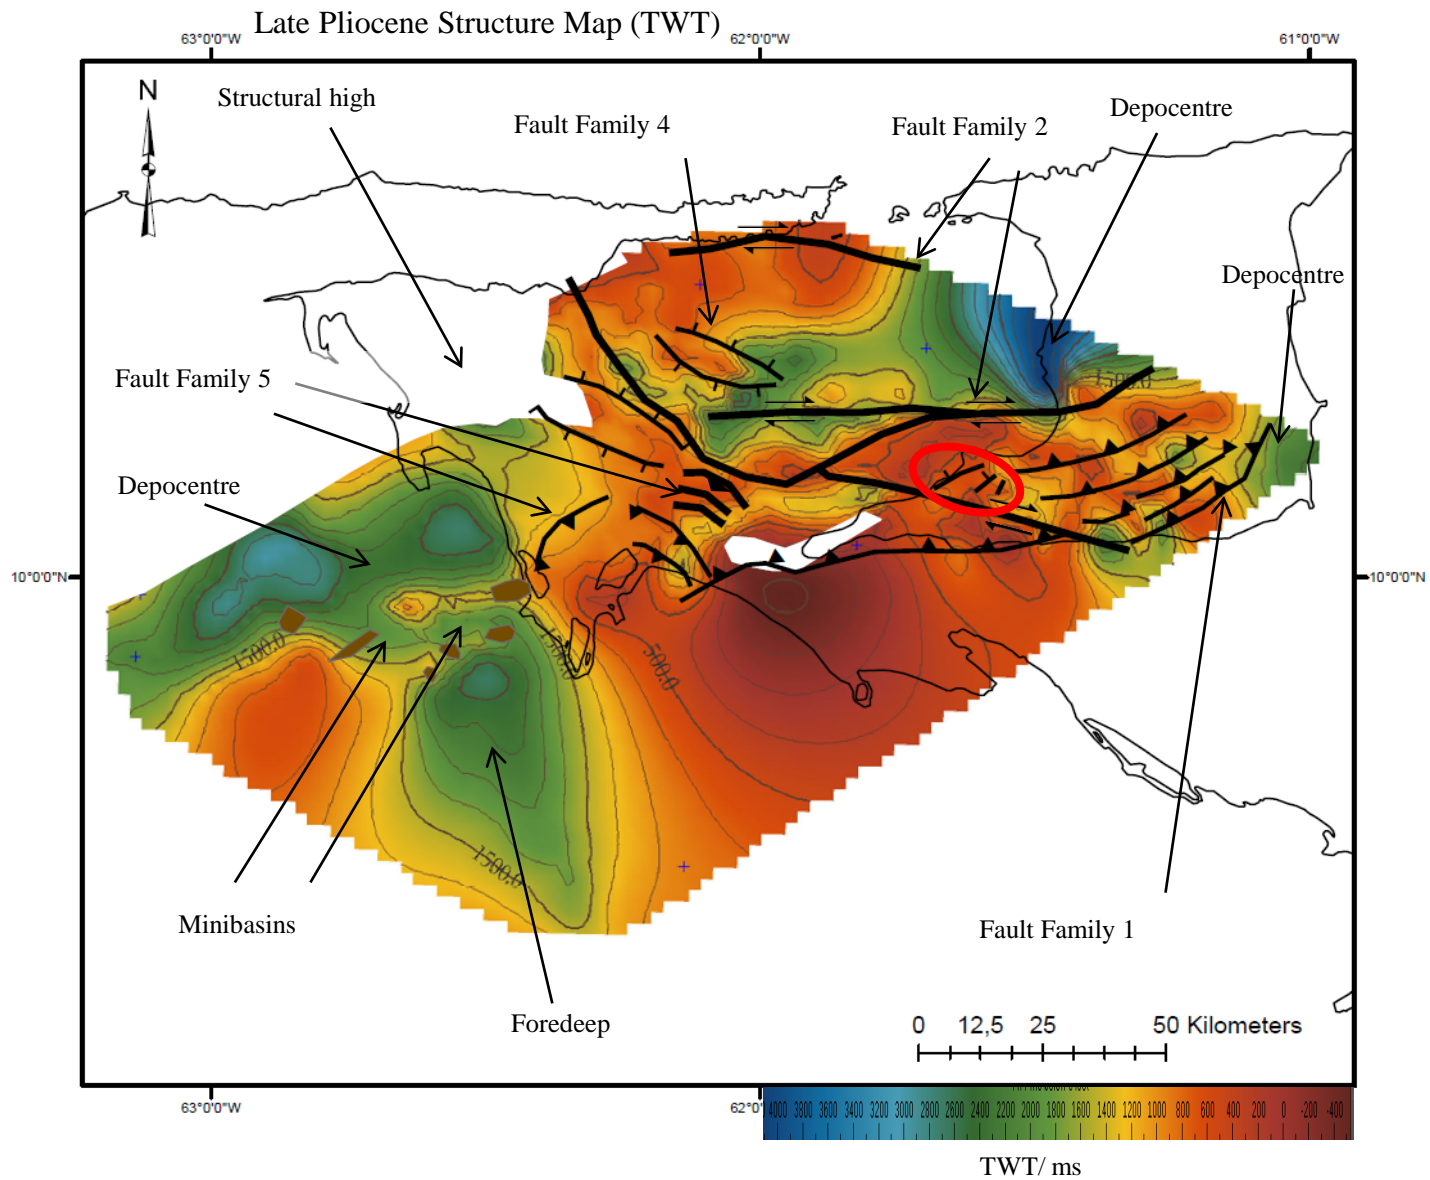 Late Pliocene Structure Map (TWT)
63°0'0"W
62°0'0"W
61°0'0"W
N
Structural high
Fault Family 4
Fault Family 2
Depocentre
Depocentre
Fault Family 5
1500.0
Depocentre
10°0'0"N
10°0'0"N
1500.0
1500.0
500.0
1500.0
Minibasins
Fault Family 1
Foredeep
0 12,5 25 50 Kilometers
63°0'0"W
62°0
4000 3800 3600 3400 3200 3000 2800 2600 2400 2200 2000 1800 1600 1400 1200 1000 800 600 400 200 0 -200 -400
TWT/ ms